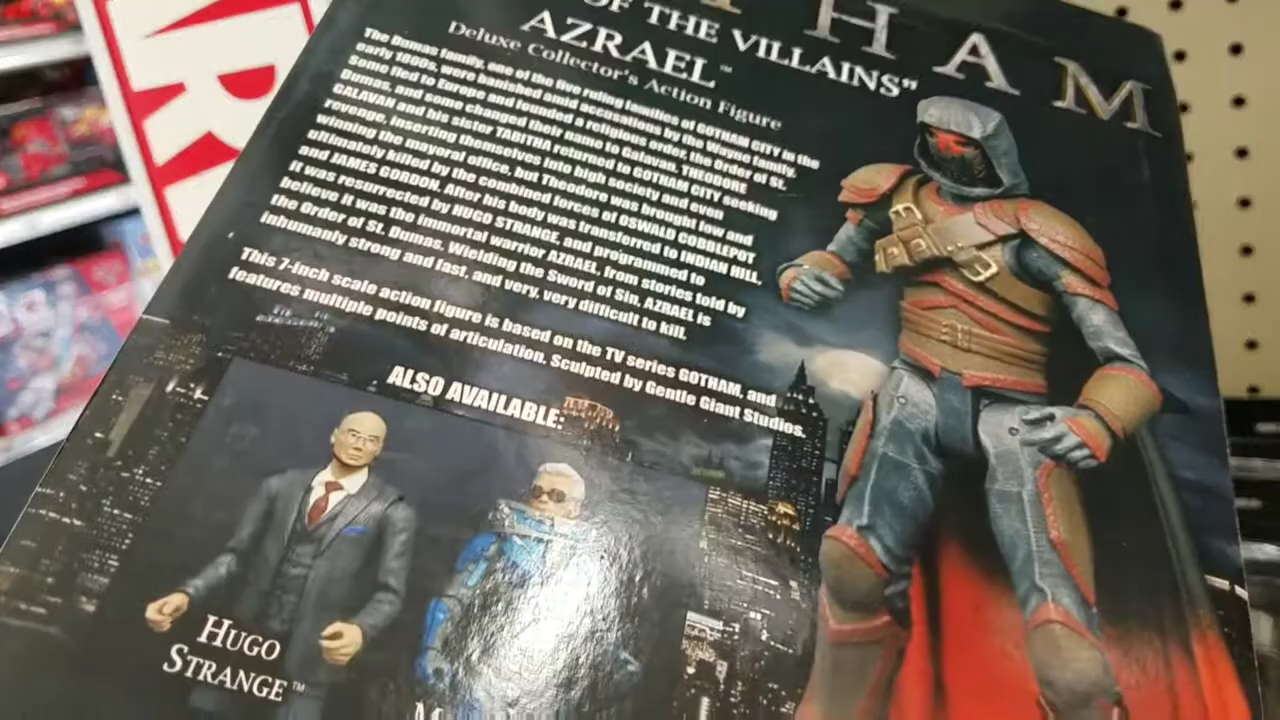 HAM
OF THE VILLAINS"
AZRAEL™
Deluxe Collector's Action Figure
The Dumas family, one of the five ruling families of GOTHAM CITY in the
early 1800s, were banished amid accusations by the Wayne family.
Some fled to Europe and founded a religious order, the Order of St.
Dumas, and some changed their name to Galavan. THEODORE
GALAVAN and his sister TABITHA returned to GOTHAM CITY seeking
revenge, inserting themselves into high society and even
winning the mayoral office, but Theodore was brought low and
ultimately killed by the combined forces of OSWALD COBBLEPOT
and JAMES GORDON. After his body was transferred to INDIAN HILL,
it was resurrected by HUGO STRANGE, and programmed to
believe it was the immortal warrior AZRAEL, from stories told by
the Order of St. Dumas. Wielding the Sword of Sin, AZRAEL is
inhumanly strong and fast, and very, very difficult to kill.
This 7-inch scale action figure is based on the TV series GOTHAM, and
features multiple points of articulation. Sculpted by Gentle Giant Studios.
ALSO AVAILABLE:
HUGO
STRANGE™